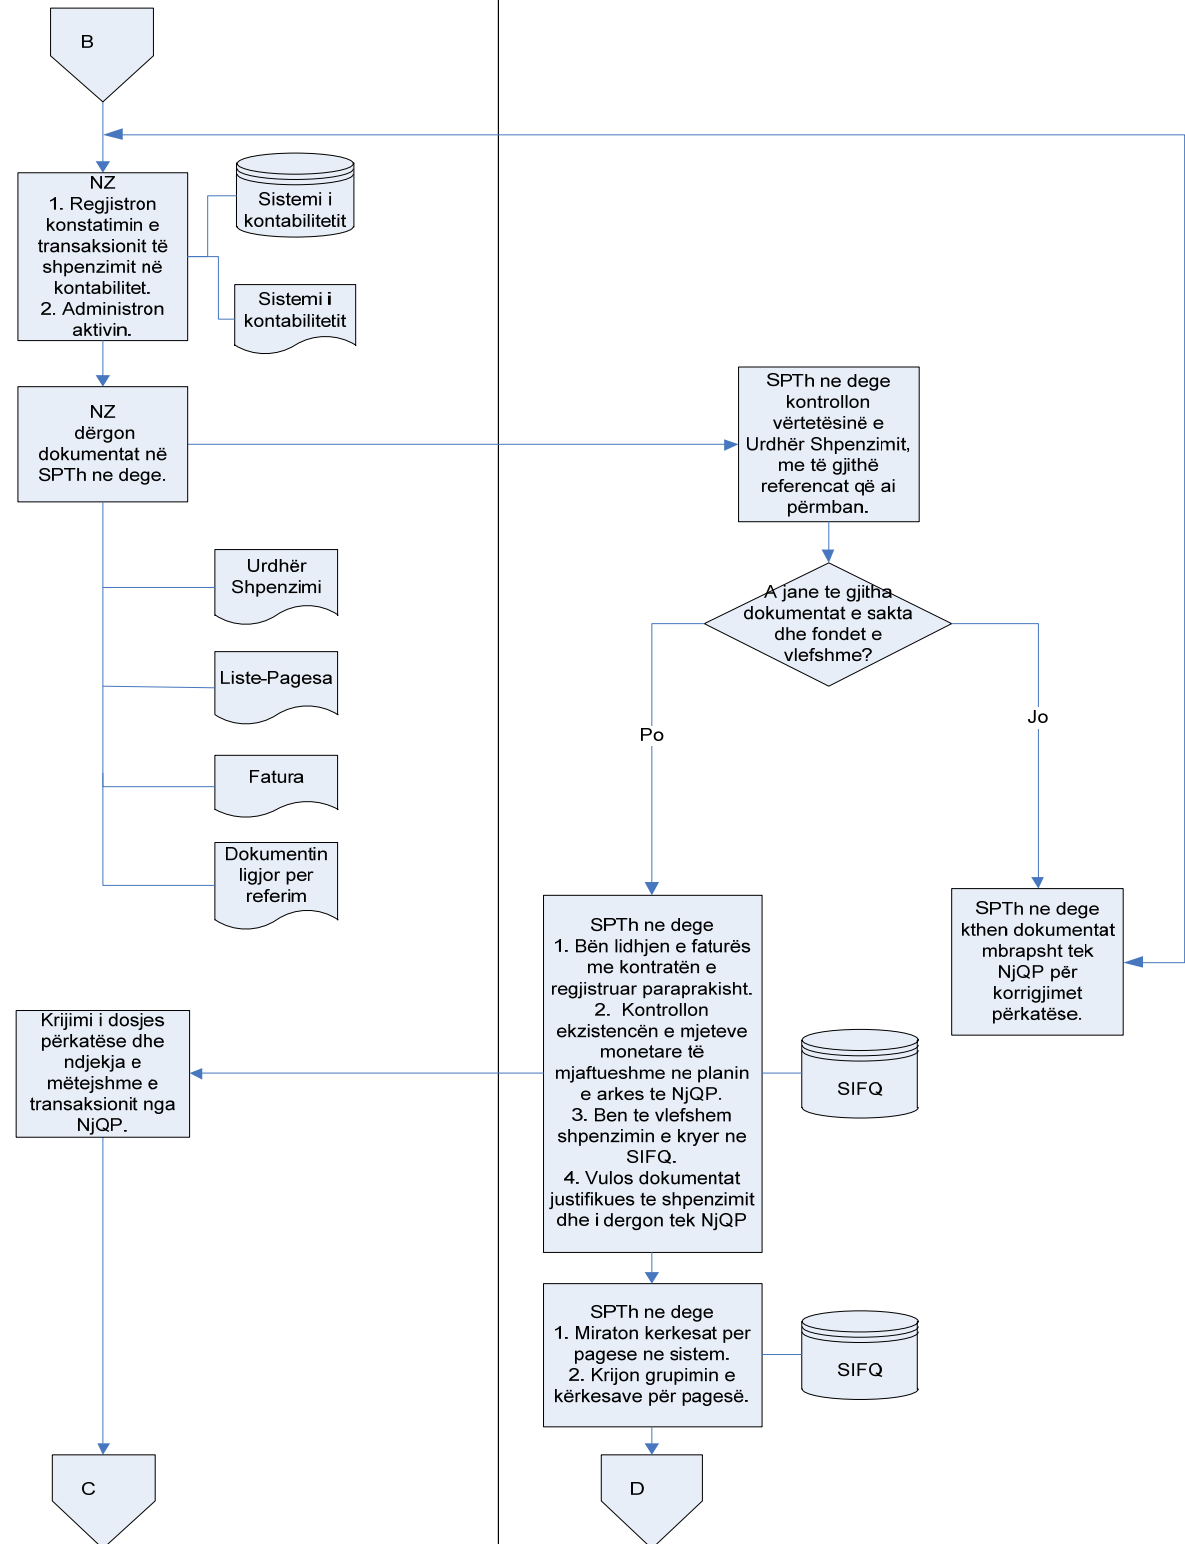 B
NZ
1. Regjistron
konstatimin e
transaksionit të
shpenzimit në
kontabilitet.
2. Administron
aktivin.
Sistemi i
kontabilitetit
Sistemi i
kontabilitetit
NZ
dërgon
dokumentat në
SPTh ne dege.
Urdhër
Shpenzimi
Liste-Pagesa
Fatura
Dokumentin
ligjor per
referim
SPTh ne dege
kontrollon
vërtetësinë e
Urdhër Shpenzimit,
me të gjithë
referencat që ai
përmban.
A jane te gjitha
dokumentat e sakta
dhe fondet e
vlefshme?
Po
Jo
SPTh ne dege
kthen dokumentat
mbrapsht tek
NjQP për
korrigjimet
përkatëse.
SPTh ne dege
1. Bën lidhjen e faturës
me kontratën e
regjistruar paraprakisht.
2. Kontrollon
ekzistencën e mjeteve
monetare të
mjaftueshme ne planin
e arkes te NjQP.
3. Ben te vlefshem
shpenzimin e kryer ne
SIFQ.
4. Vulos dokumentat
justifikues te shpenzimit
dhe i dergon tek NjQP
SIFQ
Krijimi i dosjes
përkatëse dhe
ndjekja e
mëtejshme e
transaksionit nga
NjQP.
SPTh ne dege
1. Miraton kerkesat per
pagese ne sistem.
2. Krijon grupimin e
kërkesave për pagesë.
SIFQ
C
D